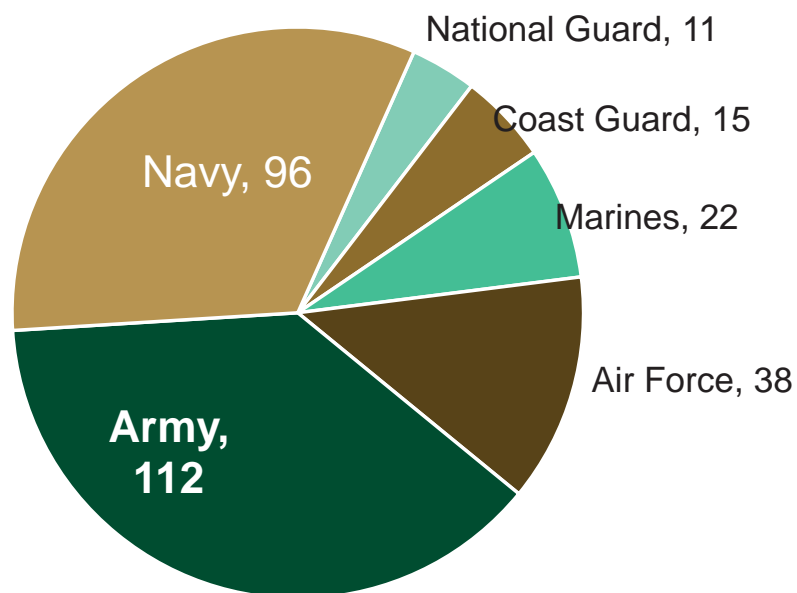 National Guard, 11
Coast Guard, 15
Navy, 96
Marines, 22
Air Force, 38
Army,
112